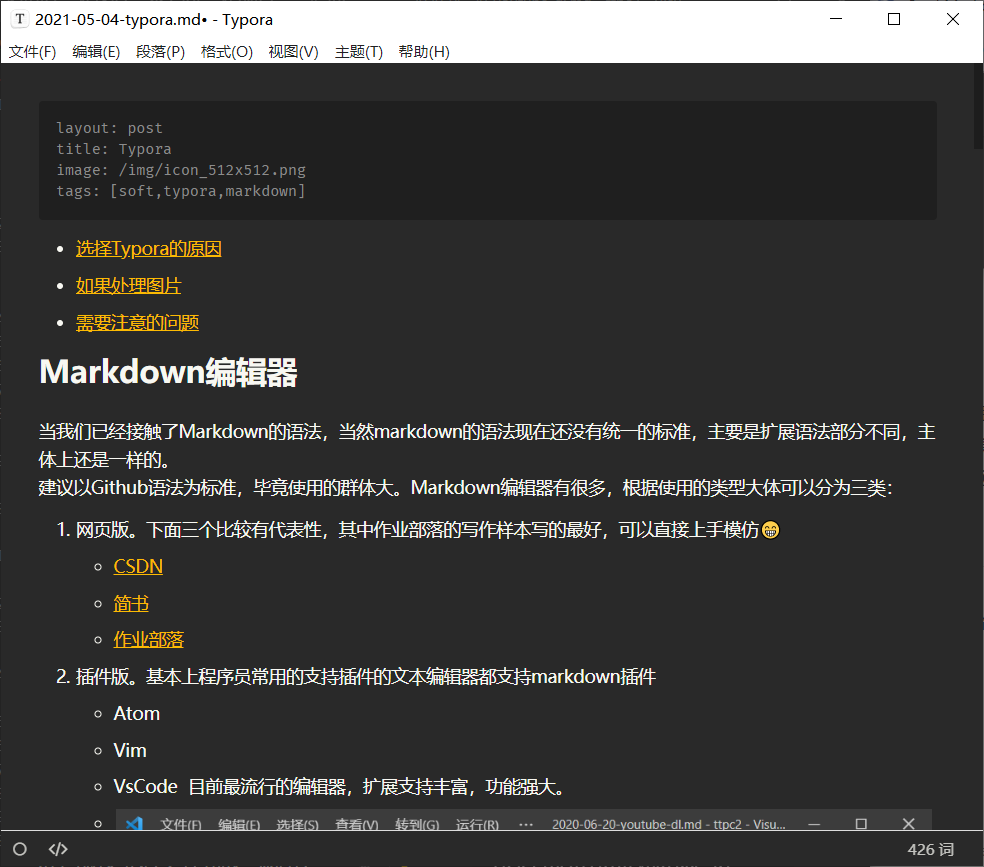 2021-05-04-typora.md• - Typora
文件(F) 编辑(E) 段落(P) 格式(O) 视图(V) 主题(T) 帮助(H)
layout: post
title: Typora
image: /img/icon_512x512.png
tags: [soft,typora,markdown]
• 选择Typora的原因
• 如果处理图片
• 需要注意的问题
Markdown编辑器
当我们已经接触了Markdown的语法，当然markdown的语法现在还没有统一的标准，主要是扩展语法部分不同，主
体上还是一样的。
建议以Github语法为标准，毕竟使用的群体大。Markdown编辑器有很多，根据使用的类型大体可以分为三类：
1. 网页版。下面三个比较有代表性，其中作业部落的写作样本写的最好，可以直接上手模仿😁
◦ CSDN
◦ 简书
◦ 作业部落
2. 插件版。基本上程序员常用的支持插件的文本编辑器都支持markdown插件
◦ Atom
◦ Vim
◦ VsCode 目前最流行的编辑器，扩展支持丰富，功能强大。
◦ 文件(F) 编辑(E) 选择(S) 查看(V) 转到(G) 运行(R) ··· 2020-06-20-youtube-dl.md - ttpc2 - Visu...
</> 426 词